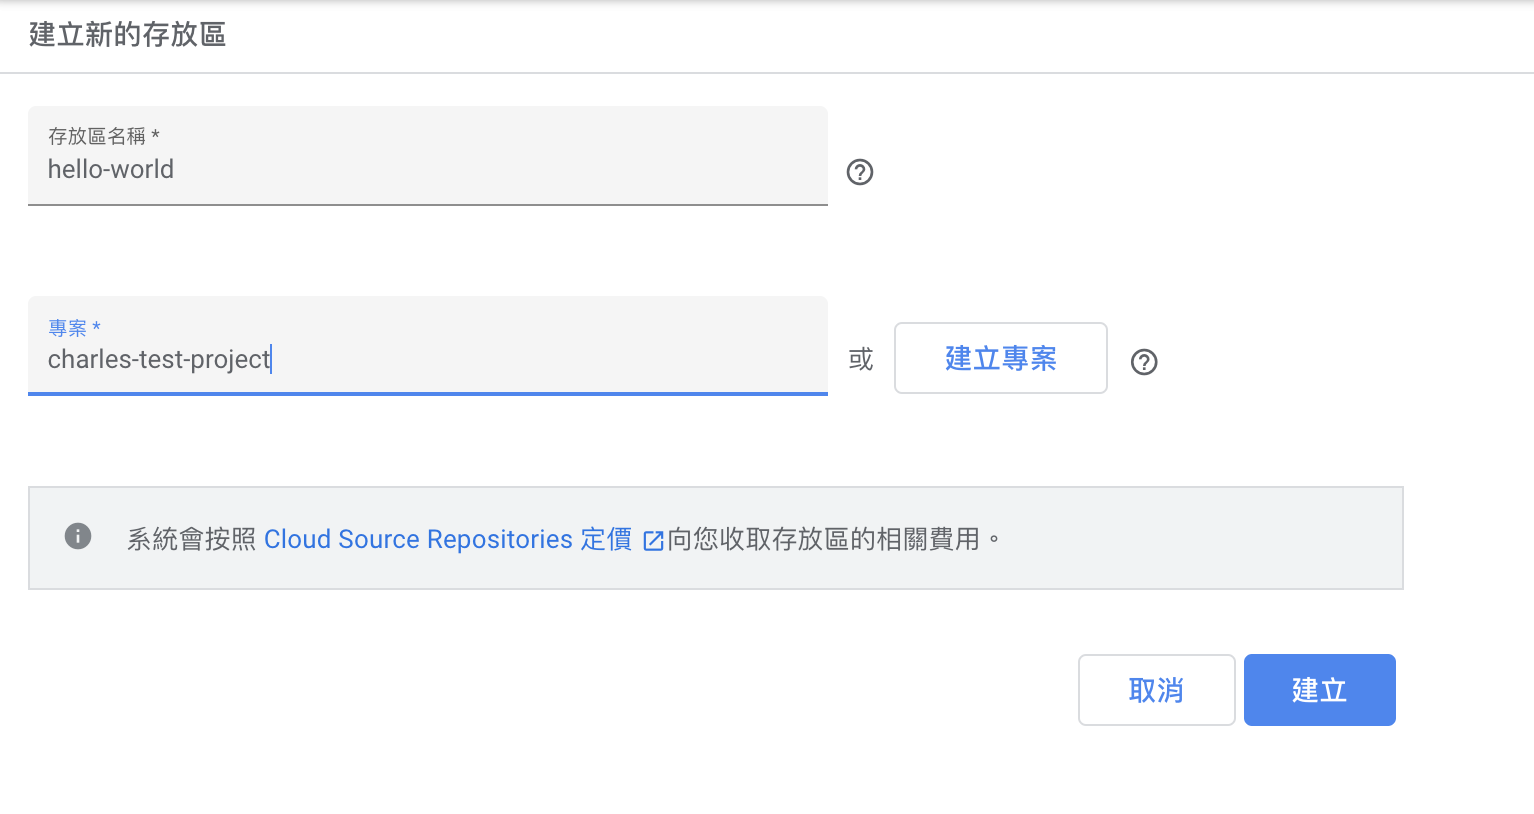 建立新的存放區
存放區名稱 *
hello-world
專案 *
charles-test-project
或
建立專案
系統會按照 Cloud Source Repositories 定價 向您收取存放區的相關費用。
取消
建立